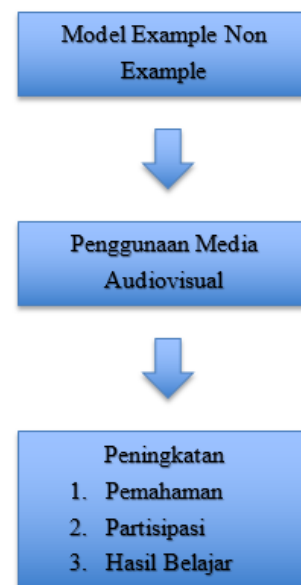 Model Example Non
Example
Penggunaan Media
Audiovisual
Peningkatan
1. Pemahaman
2. Partisipasi
3. Hasil Belajar